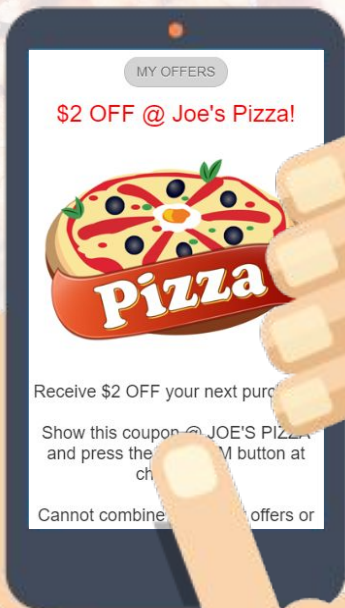 MY OFFERS
$2 OFF @ Joe's Pizza!
Pizza
Receive $2 OFF your next
Show this coupon @ JOE'S PIZZA
and press the button at
Cannot combine offers or